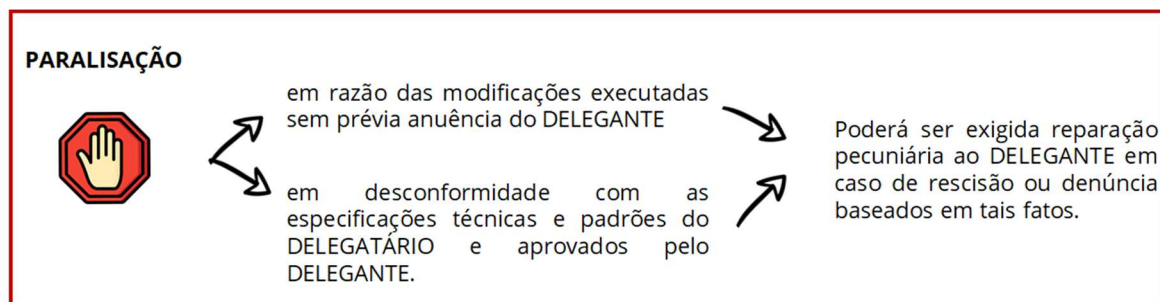 PARALISAÇÃO
em razão das modificações executadas
sem prévia anuência do DELEGANTE
em desconformidade com as
especificações técnicas e padrões do
DELEGATÁRIO e aprovados pelo
DELEGANTE.
Poderá ser exigida reparação
pecuniária ao DELEGANTE em
caso de rescisão ou denúncia
baseados em tais fatos.